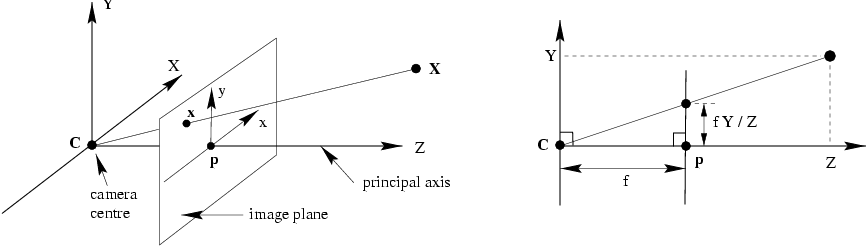 Y
X
X
x
y
x
C
p
Z
camera
centre
principal axis
image plane
Y
C
f Y / Z
p
Z
f